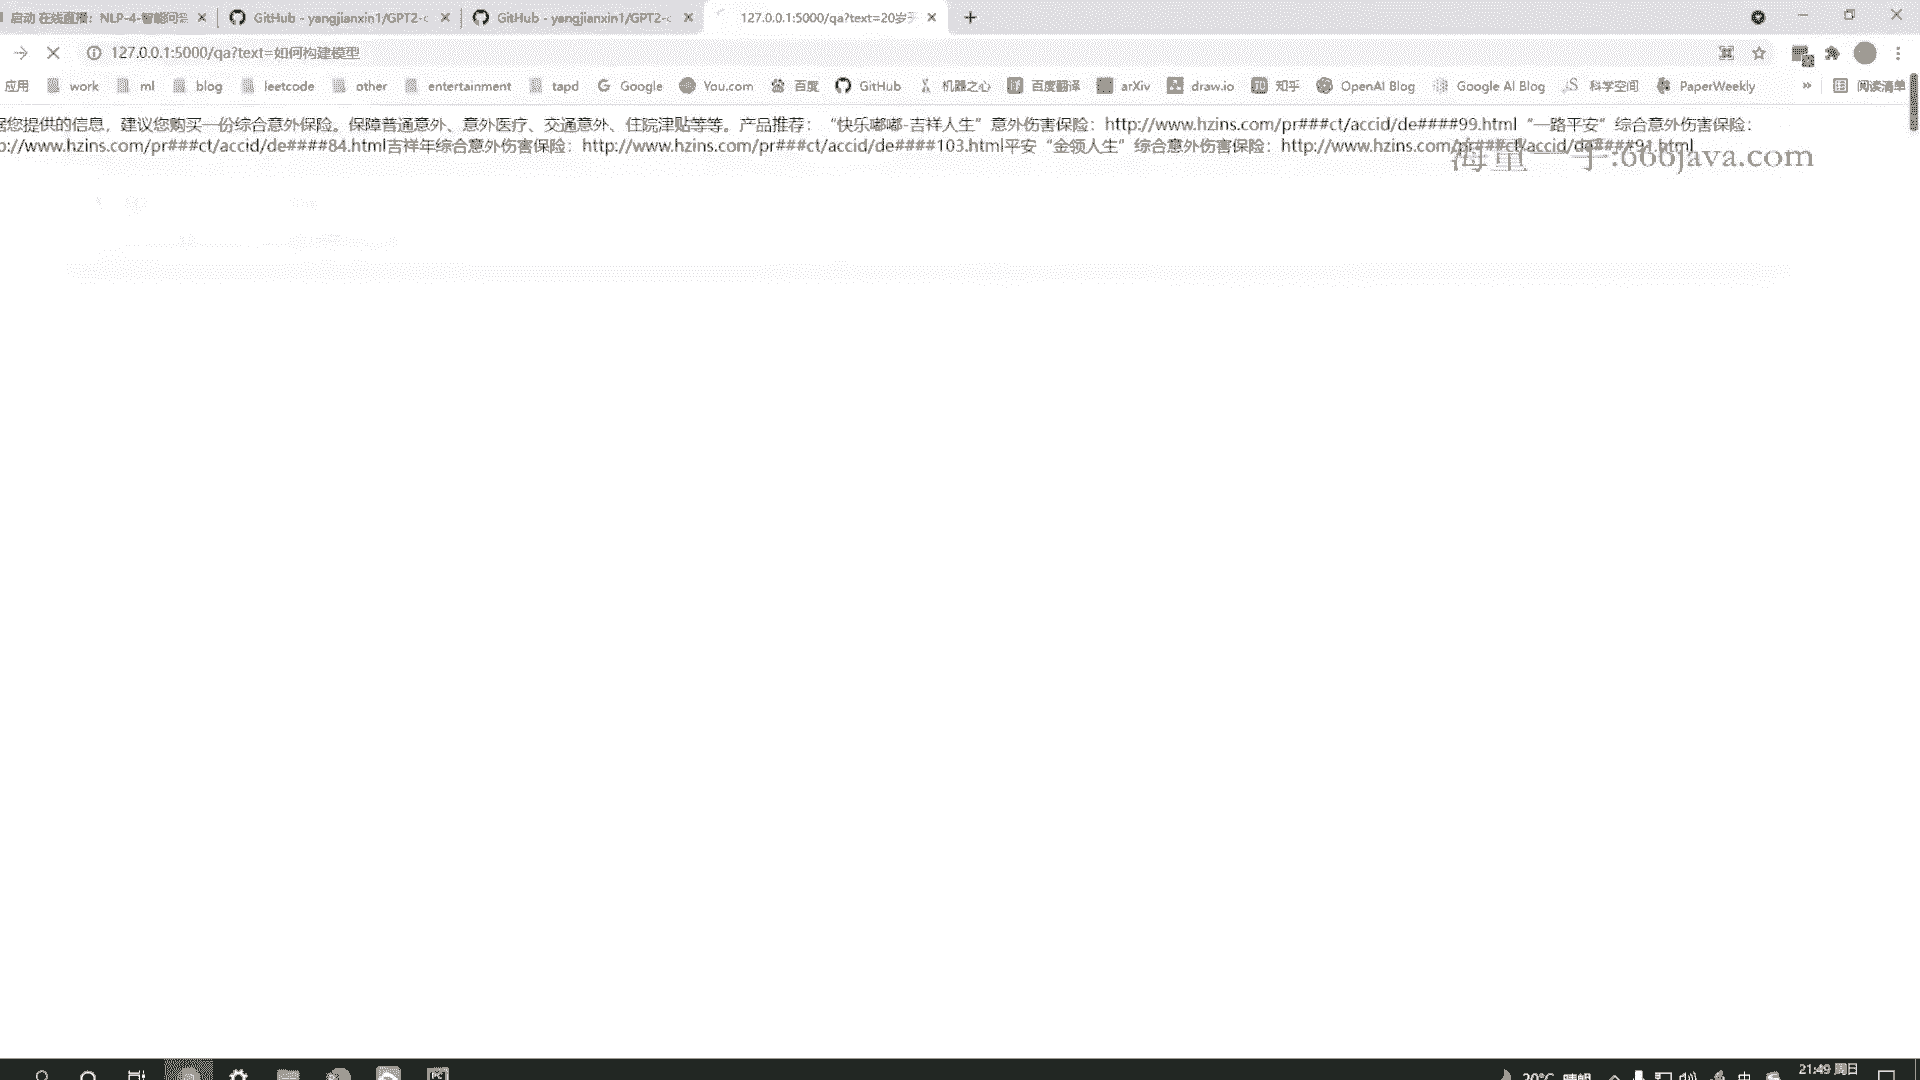 启动 在线直播：NLP-4-智能问答
GitHub - yangjianxin1/GPT2-c
GitHub - yangjianxin1/GPT2-c
127.0.0.1:5000/qa?text=20岁
127.0.0.1:5000/qa?text=如何构建模型
应用 work ml blog leetcode other entertainment tapd Google You.com 百度 GitHub 机器之心 百度翻译 arXiv draw.io 知乎 OpenAI Blog Google AI Blog 科学空间 PaperWeekly » 阅读清单
据您提供的信息，建议您购买一份综合意外保险。保障普通意外、意外医疗、交通意外、住院津贴等等。产品推荐：“快乐嘟嘟-吉祥人生”意外伤害保险：http://www.hzins.com/pr###ct/accid/de####99.html“一路平安”综合意外伤害保险：
p://www.hzins.com/pr###ct/accid/de####84.html吉祥年综合意外伤害保险：http://www.hzins.com/pr###ct/accid/de####103.html平安“金领人生”综合意外伤害保险：http://www.hzins.com/pr###ct/accid/de####91.html
海量一手:666java.com
20°C 晴朗 中 21:49 周日